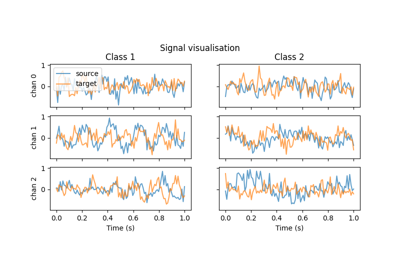 Signal visualisation
Class 1
Class 2
chan 0
1
0
source
target
chan 1
1
0
chan 2
1
0
0.0 0.2 0.4 0.6 0.8 1.0
0.0 0.2 0.4 0.6 0.8 1.0
Time (s)
Time (s)